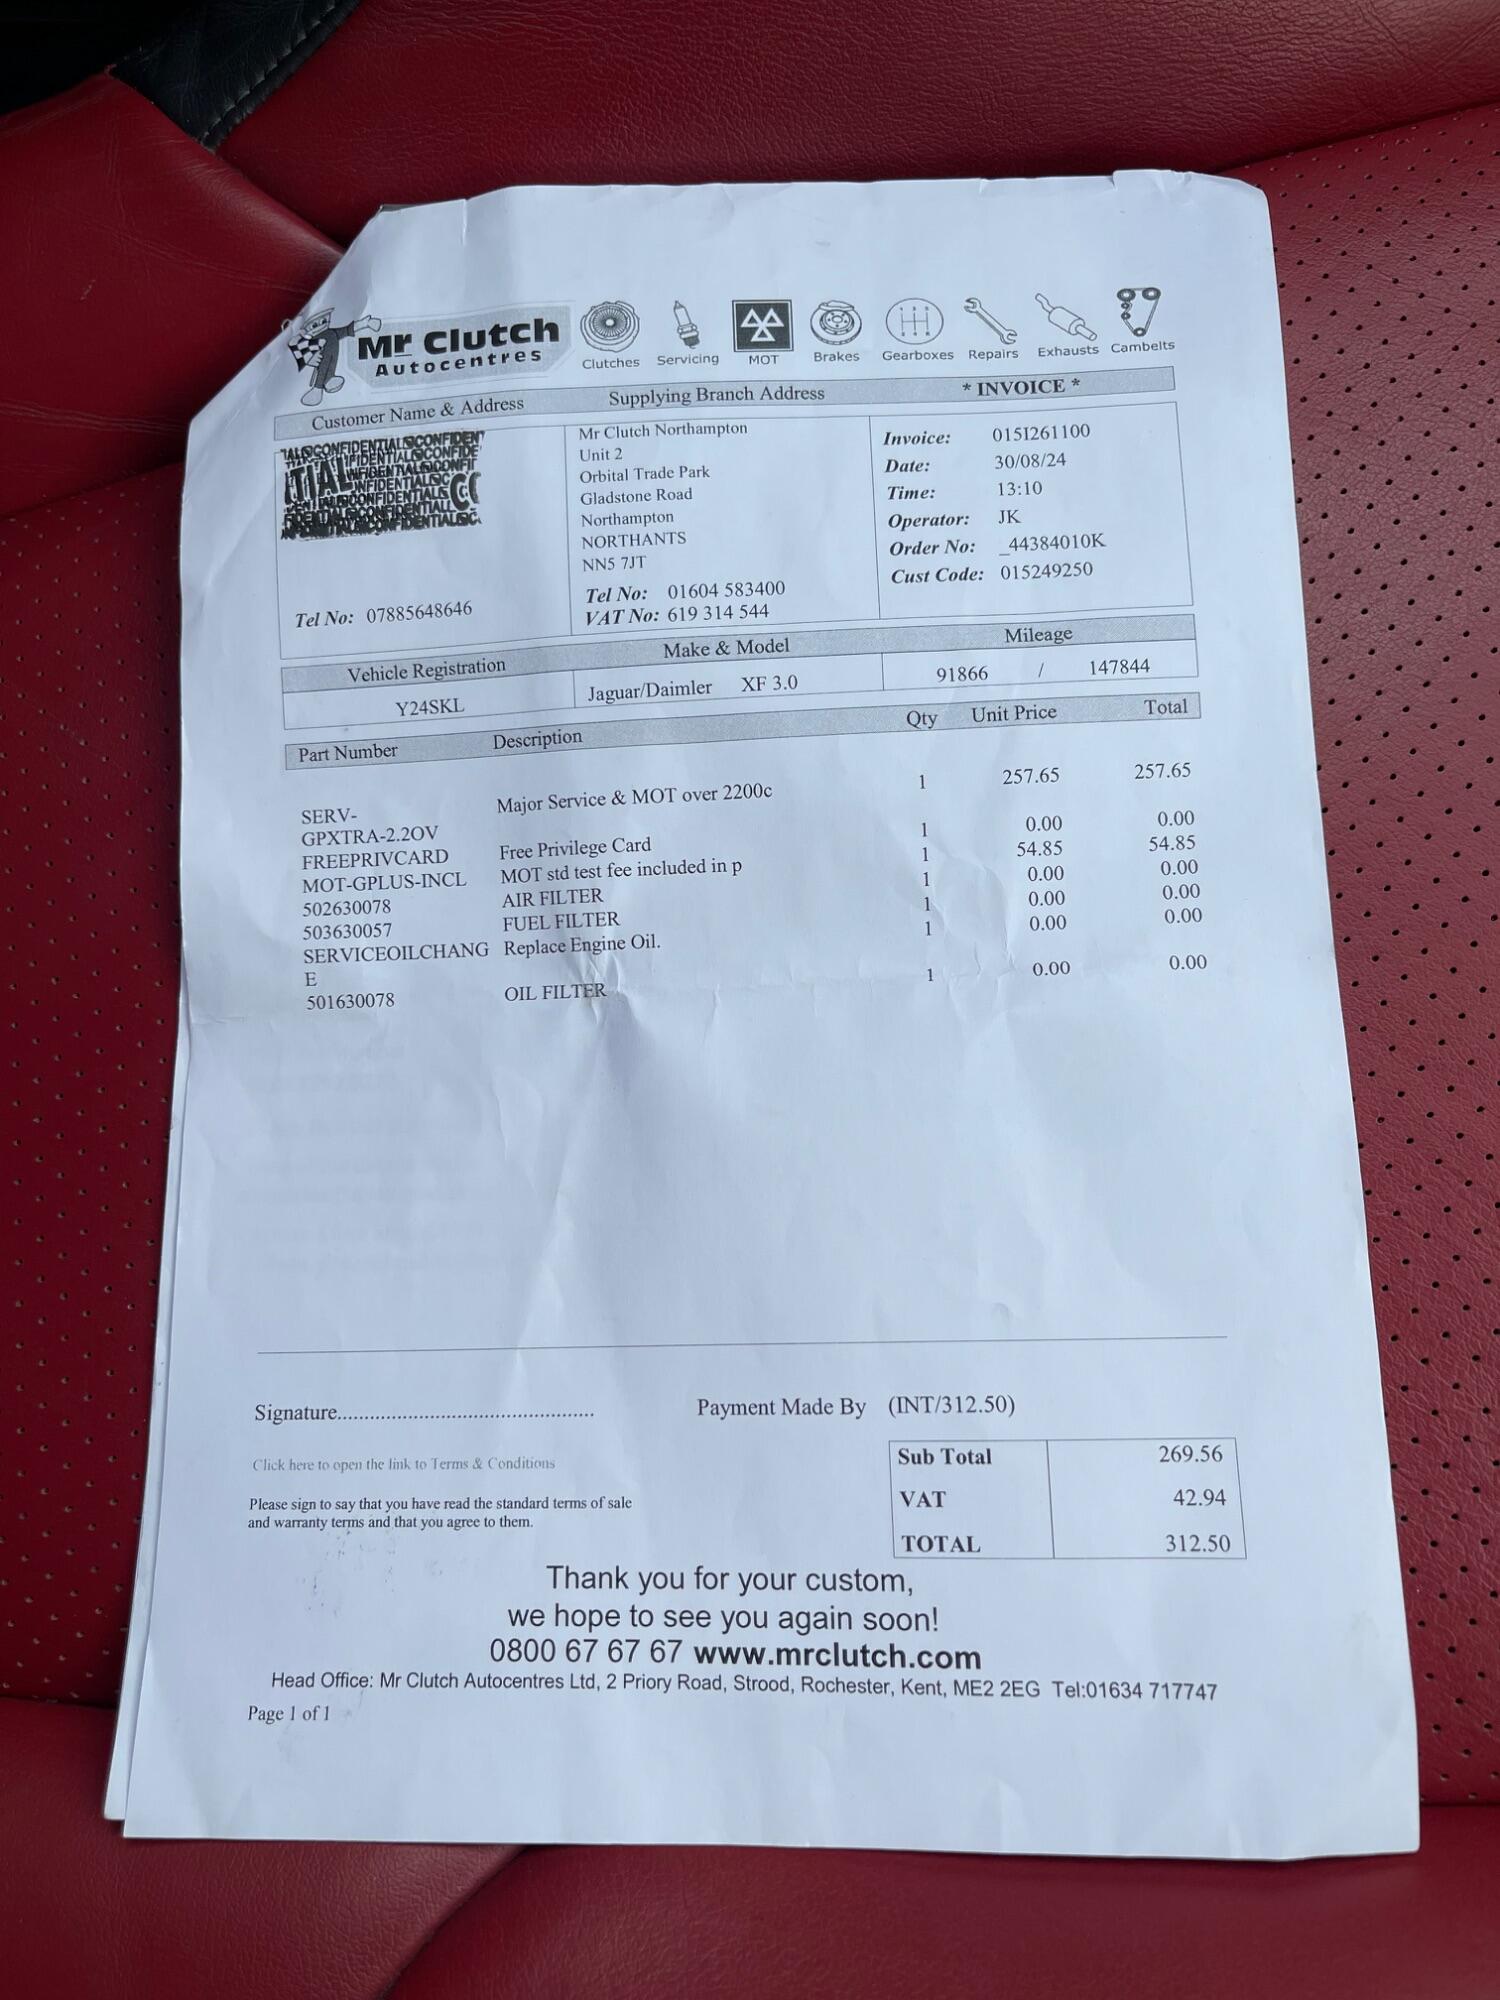 Mr Clutch
Autocentres
Clutches Servicing MOT Brakes Gearboxes Repairs Exhausts Cambelts
Customer Name & Address Supplying Branch Address * INVOICE *
CONFIDENTIAL
Mr Clutch Northampton
Unit 2
Orbital Trade Park
Gladstone Road
Northampton
NORTHANTS
NN5 7JT
Tel No: 01604 583400
VAT No: 619 314 544
Invoice: 015I261100
Date: 30/08/24
Time: 13:10
Operator: JK
Order No: _44384010K
Cust Code: 015249250
Tel No: 07885648646
Vehicle Registration Make & Model Mileage
Y24SKL Jaguar/Daimler XF 3.0 91866 / 147844
Part Number Description Qty Unit Price Total
SERV- Major Service & MOT over 2200c 1 257.65 257.65
GPXTRA-2.2OV
FREEPRIVCARD Free Privilege Card 1 0.00 0.00
MOT-GPLUS-INCL MOT std test fee included in p 1 54.85 54.85
502630078 AIR FILTER 1 0.00 0.00
503630057 FUEL FILTER 1 0.00 0.00
SERVICEOILCHANG Replace Engine Oil. 1 0.00 0.00
E
501630078 OIL FILTER 1 0.00 0.00
Signature................................................ Payment Made By (INT/312.50)
Click here to open the link to Terms & Conditions
Please sign to say that you have read the standard terms of sale
and warranty terms and that you agree to them.
Sub Total 269.56
VAT 42.94
TOTAL 312.50
Thank you for your custom,
we hope to see you again soon!
0800 67 67 67 www.mrclutch.com
Head Office: Mr Clutch Autocentres Ltd, 2 Priory Road, Strood, Rochester, Kent, ME2 2EG Tel:01634 717747
Page 1 of 1